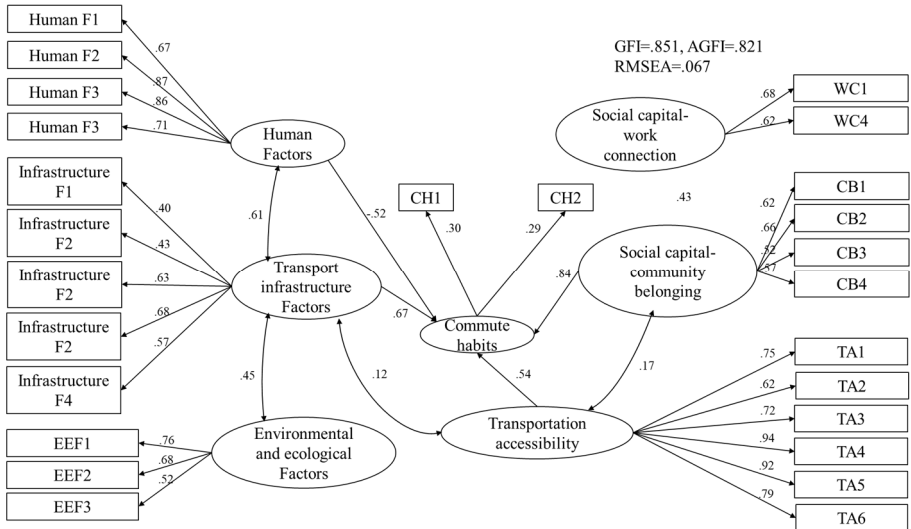 Human F1
Human F2
Human F3
Human F3
Infrastructure
F1
Infrastructure
F2
Infrastructure
F2
Infrastructure
F2
Infrastructure
F4
EEF1
EEF2
EEF3
.67
.87
.86
.71
.40
.43
.63
.68
.57
.76
.68
.52
Human
Factors
.61
Transport
infrastructure
Factors
.45
Environmental
and ecological
Factors
-.52
.67
.12
CH1
CH2
.30
.29
Commute
habits
.84
.54
Transportation
accessibility
.17
GFI=.851, AGFI=.821
RMSEA=.067
Social capital-
work
connection
.43
Social capital-
community
belonging
.68
.62
WC1
WC4
.62
.66
.52
.57
CB1
CB2
CB3
CB4
.75
.62
.72
.94
.92
.79
TA1
TA2
TA3
TA4
TA5
TA6